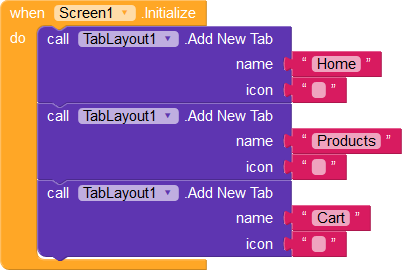 when Screen1 .Initialize
do call TabLayout1 .Add New Tab
name “ Home ”
icon “ ”
call TabLayout1 .Add New Tab
name “ Products ”
icon “ ”
call TabLayout1 .Add New Tab
name “ Cart ”
icon “ ”